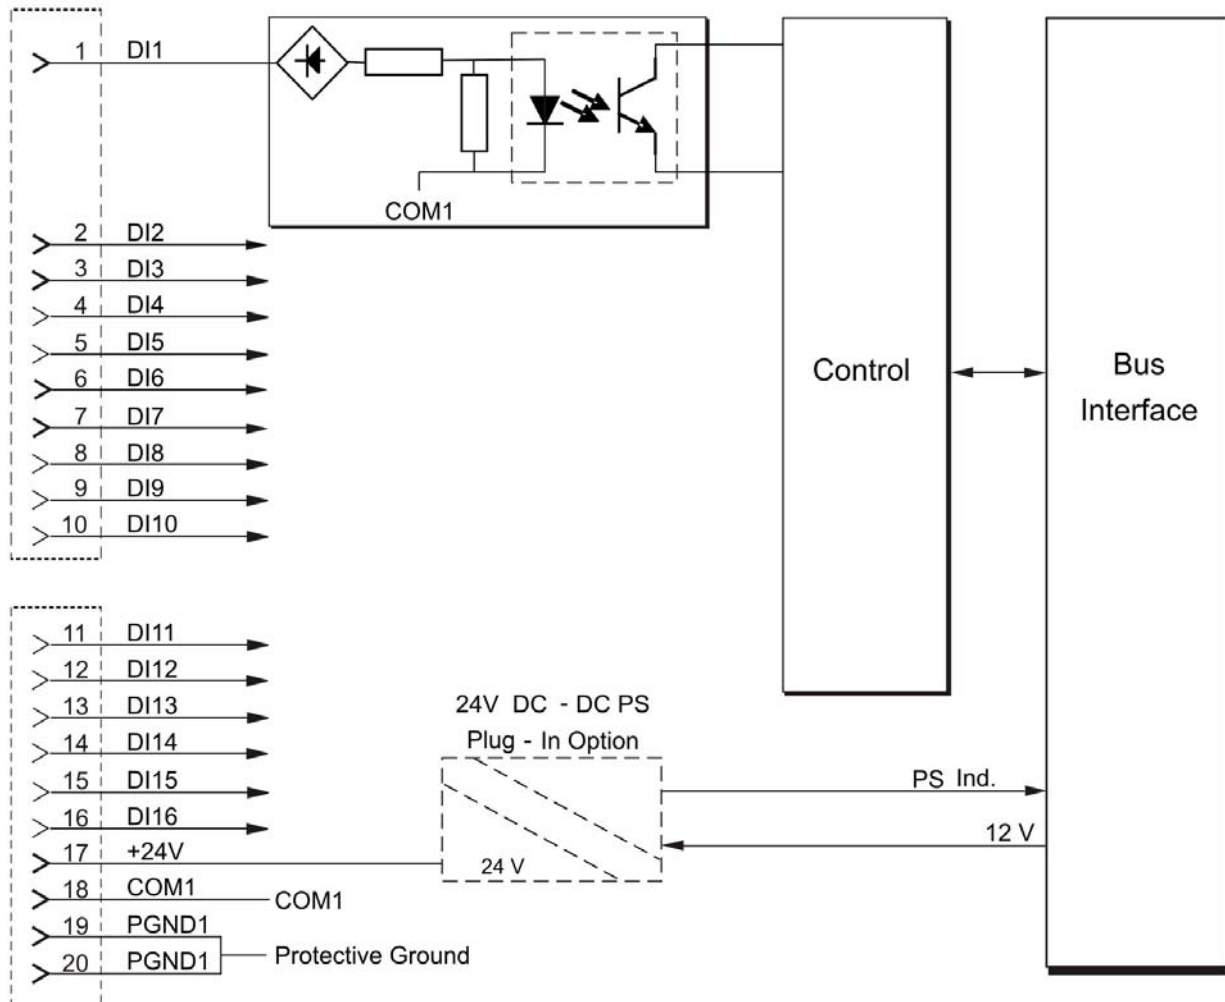 1 DI1
COM1
2 DI2
3 DI3
4 DI4
5 DI5
6 DI6
7 DI7
8 DI8
9 DI9
10 DI10
Control
Bus
Interface
11 DI11
12 DI12
13 DI13
14 DI14
15 DI15
16 DI16
17 +24V
18 COM1 COM1
19 PGND1
20 PGND1
Protective Ground
24V DC - DC PS
Plug - In Option
24 V
PS Ind.
12 V